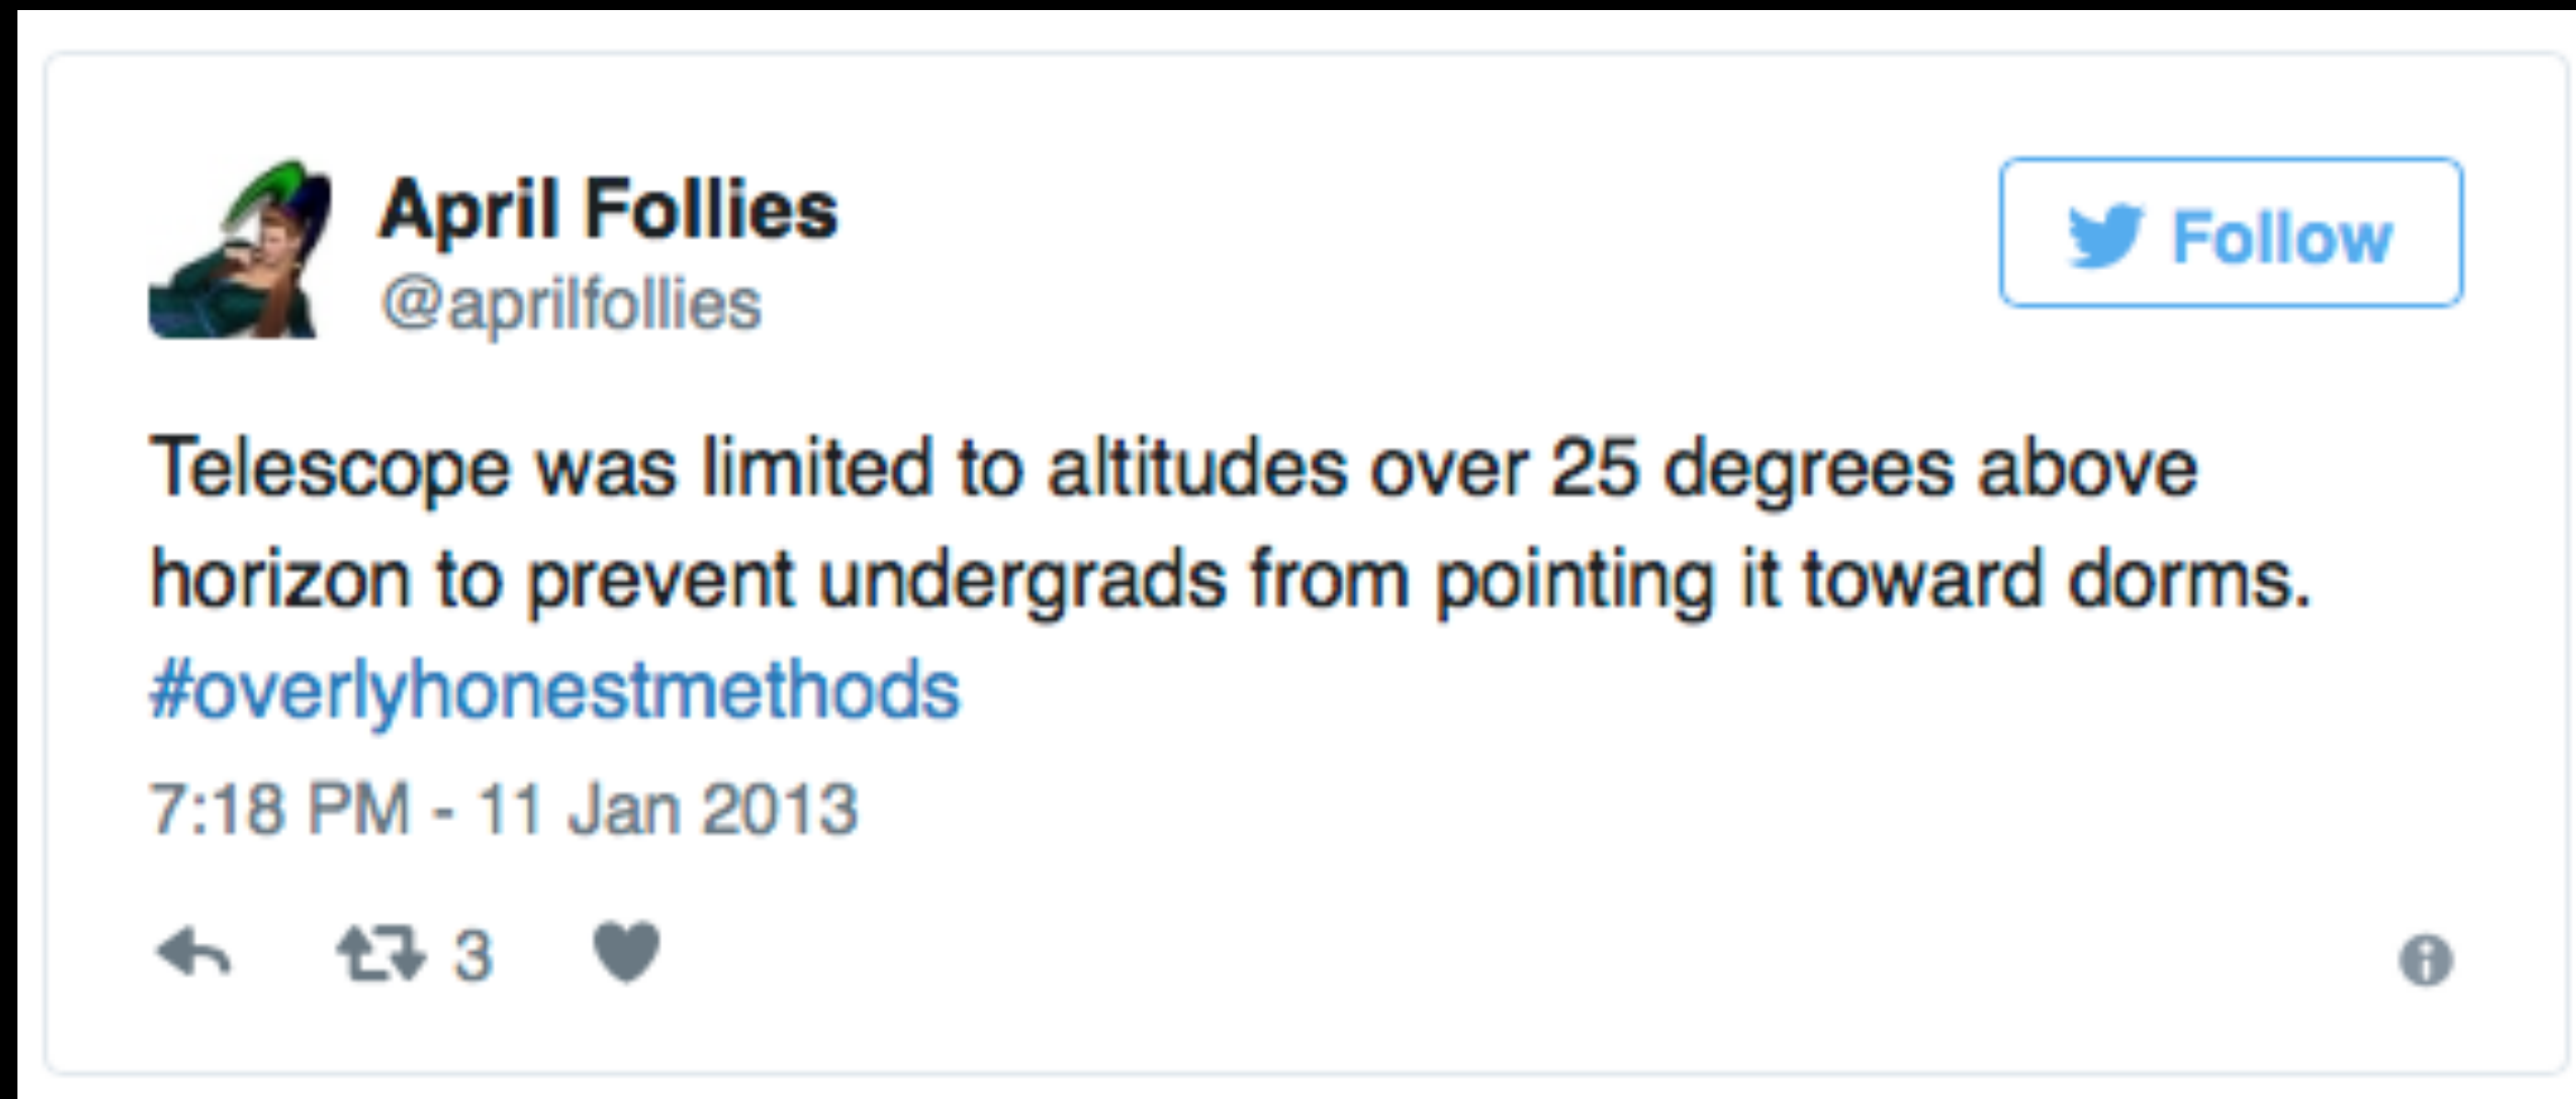 April Follies
@aprilfollies
Follow
Telescope was limited to altitudes over 25 degrees above
horizon to prevent undergrads from pointing it toward dorms.
#overlyhonestmethods
7:18 PM - 11 Jan 2013
3